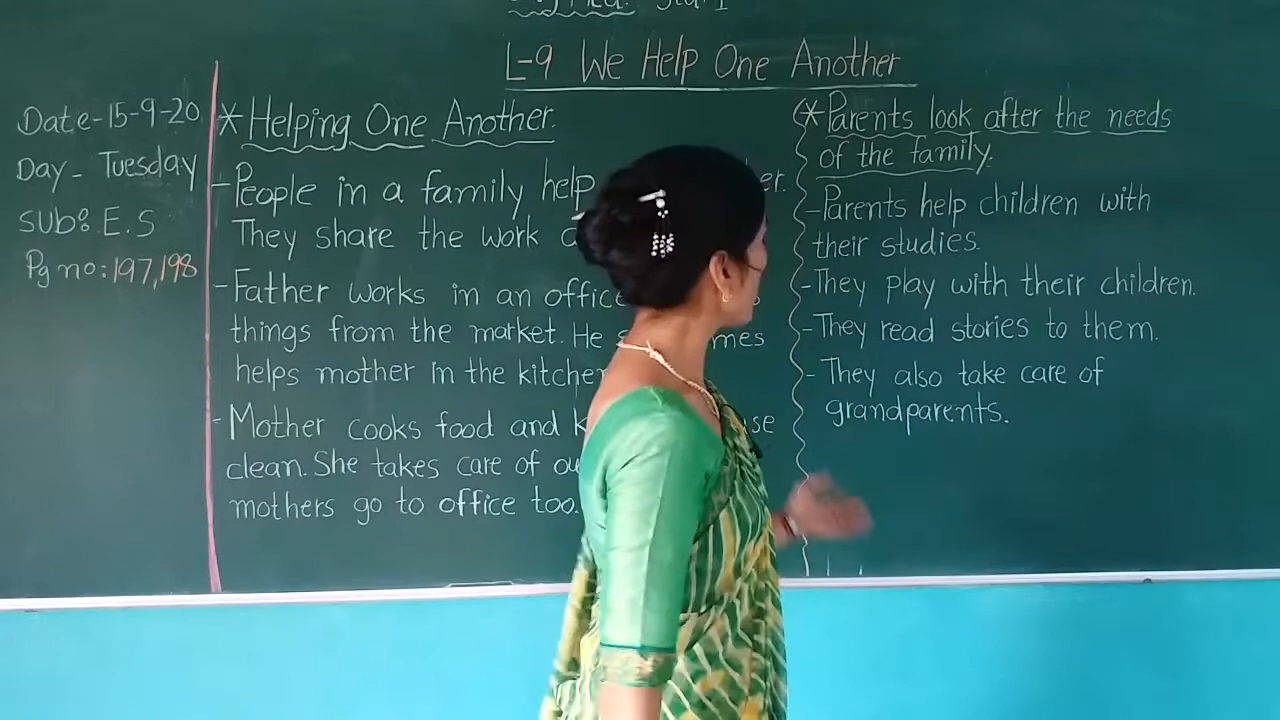 Std: 1
L-9 We Help One Another
Date-15-9-20
Day- Tuesday
Sub: E.S
Pg no: 197,198
* Helping One Another.
- People in a family help
They share the work
- Father works in an office
things from the market. He
helps mother in the kitchen
- Mother cooks food and
clean. She takes care of
mothers go to office too.
* Parents look after the needs
of the family.
- Parents help children with
their studies.
- They play with their children.
- They read stories to them.
- They also take care of
grandparents.